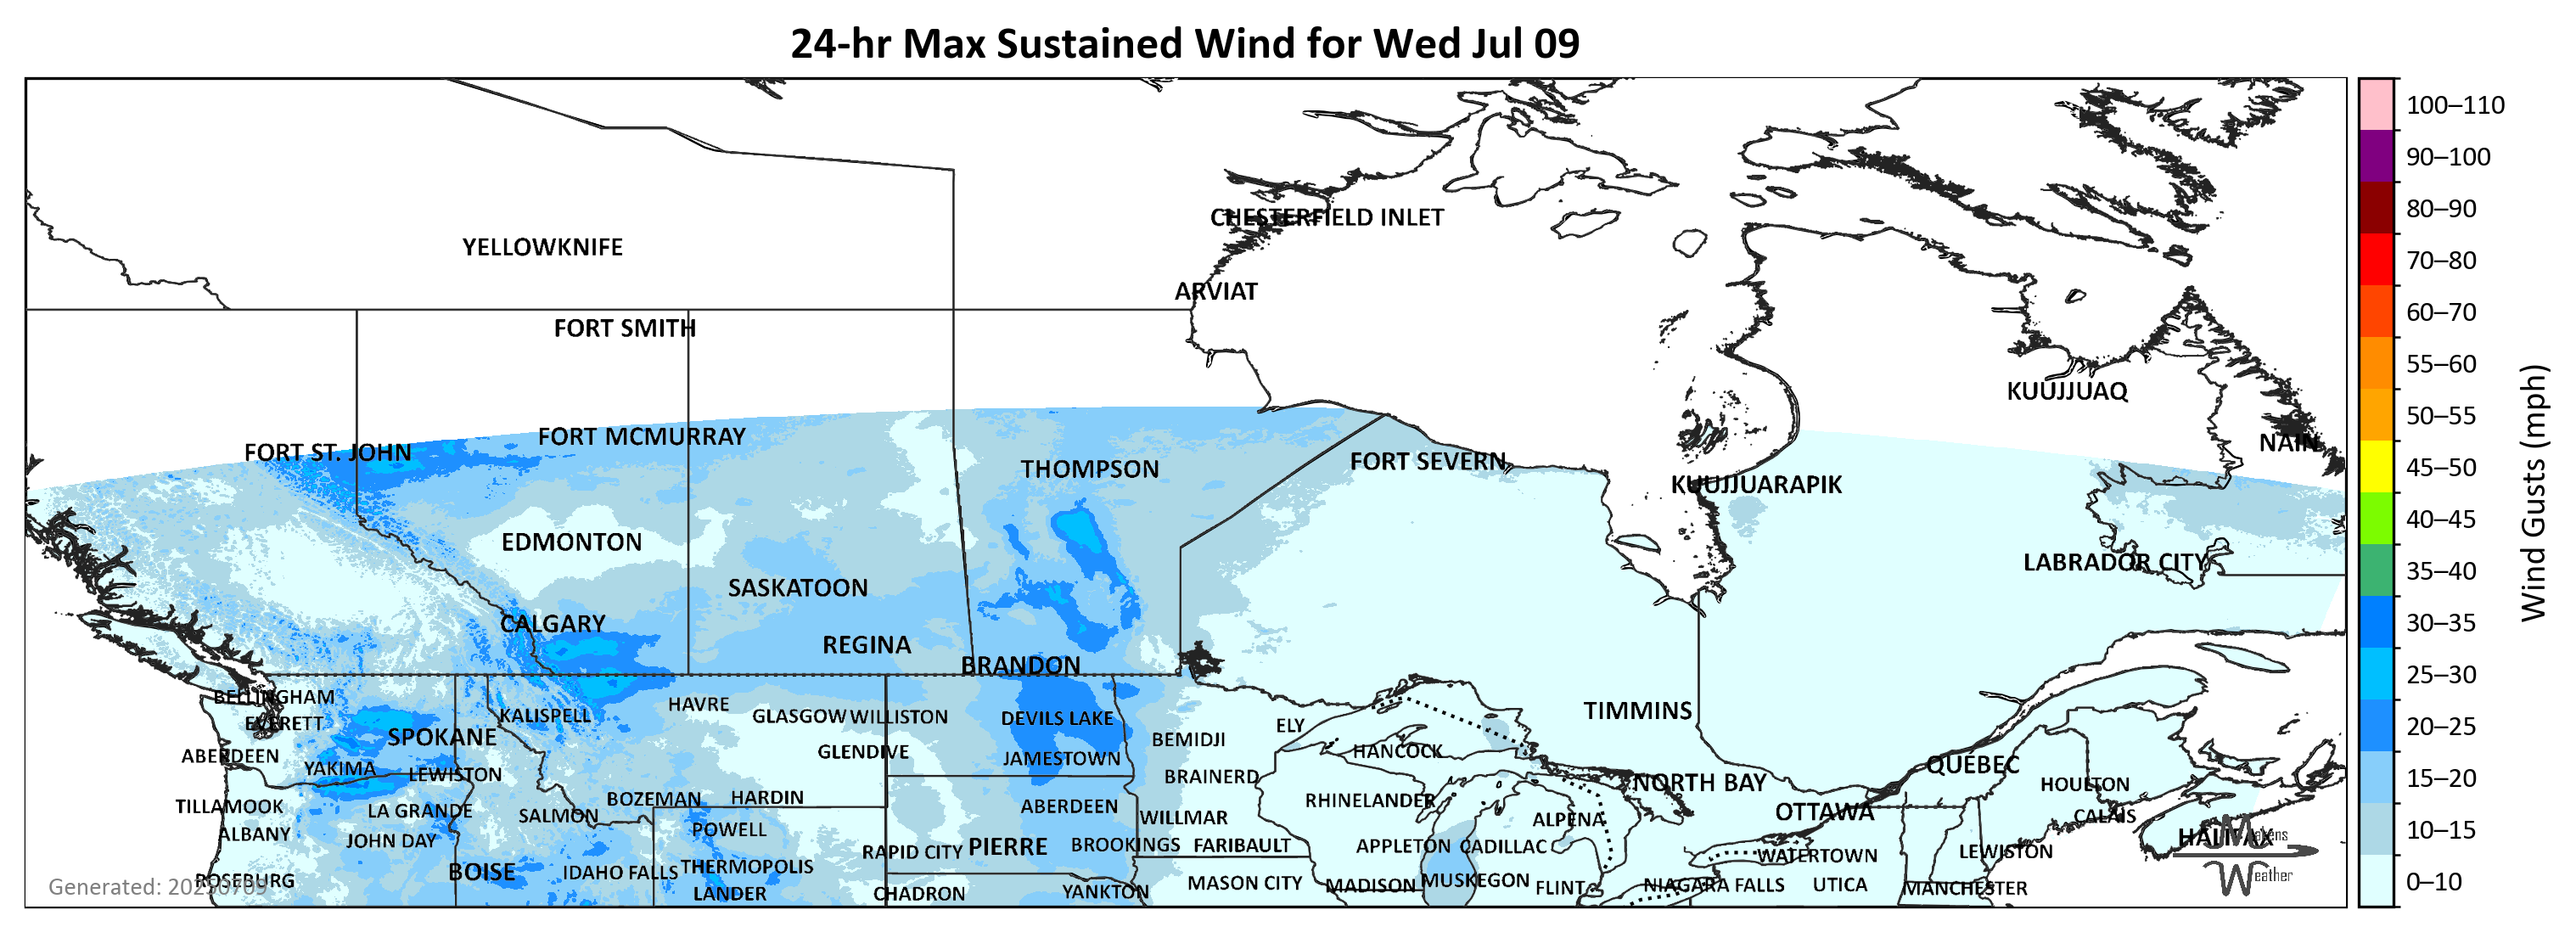 24-hr Max Sustained Wind for Wed Jul 09
CHESTERFIELD INLET
YELLOWKNIFE
ARVIAT
FORT SMITH
KUUJJUAQ
FORT MCMURRAY
NAIN
FORT ST. JOHN
FORT SEVERN
THOMPSON
KUUJJUARAPIK
EDMONTON
LABRADOR CITY
SASKATOON
CALGARY
REGINA
BRANDON
BELLINGHAM
HAVRE
TIMMINS
KALISPELL
GLASGOW
WILLISTON
DEVILS LAKE
EVERETT
ELY
SPOKANE
BEMIDJI
GLENDIVE
HANCOCK
ABERDEEN
JAMESTOWN
QUÉBEC
YAKIMA
LEWISTON
BRAINERD
NORTH BAY
HOULTON
BOZEMAN
HARDIN
RHINELANDER
TILLAMOOK
ABERDEEN
LA GRANDE
SALMON
OTTAWA
CALAIS
WILLMAR
ALPENA
POWELL
ALBANY
HALIFAX
Makens
Weather
JOHN DAY
PIERRE
BROOKINGS
FARIBAULT
APPLETON
CADILLAC
RAPID CITY
LEWISTON
WATERTOWN
BOISE
IDAHO FALLS
THERMOPOLIS
ROSEBURG
MUSKEGON
MASON CITY
MADISON
FLINT
NIAGARA FALLS
UTICA
MANCHESTER
LANDER
CHADRON
YANKTON
Generated: 20250709
100–110
90–100
80–90
70–80
60–70
55–60
50–55
45–50
40–45
35–40
30–35
25–30
20–25
15–20
10–15
0–10
Wind Gusts (mph)